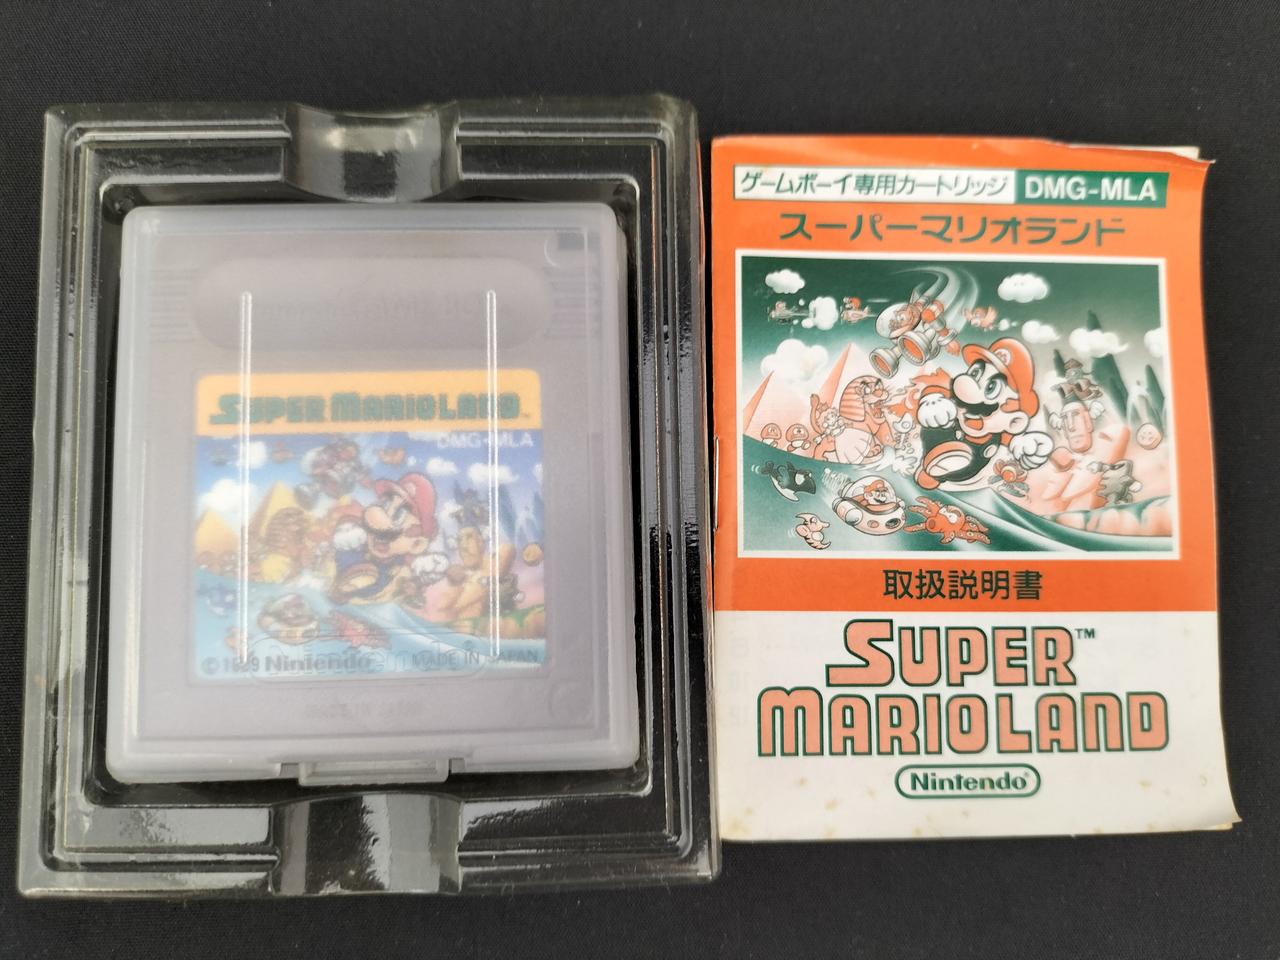 SUPER MARIOLAND™
DMG-MLA
©1989 Nintendo MADE IN JAPAN
ゲームボーイ専用カートリッジ DMG-MLA
スーパーマリオランド
取扱説明書
SUPER™
MARIOLAND
Nintendo®